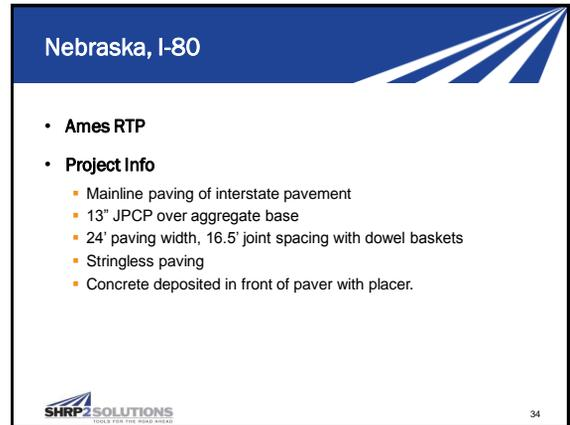 Nebraska, I-80
• Ames RTP
• Project Info
▪ Mainline paving of interstate pavement
▪ 13” JPCP over aggregate base
▪ 24’ paving width, 16.5’ joint spacing with dowel baskets
▪ Stringless paving
▪ Concrete deposited in front of paver with placer.
SHRP2SOLUTIONS
TOOLS FOR THE ROAD AHEAD
34